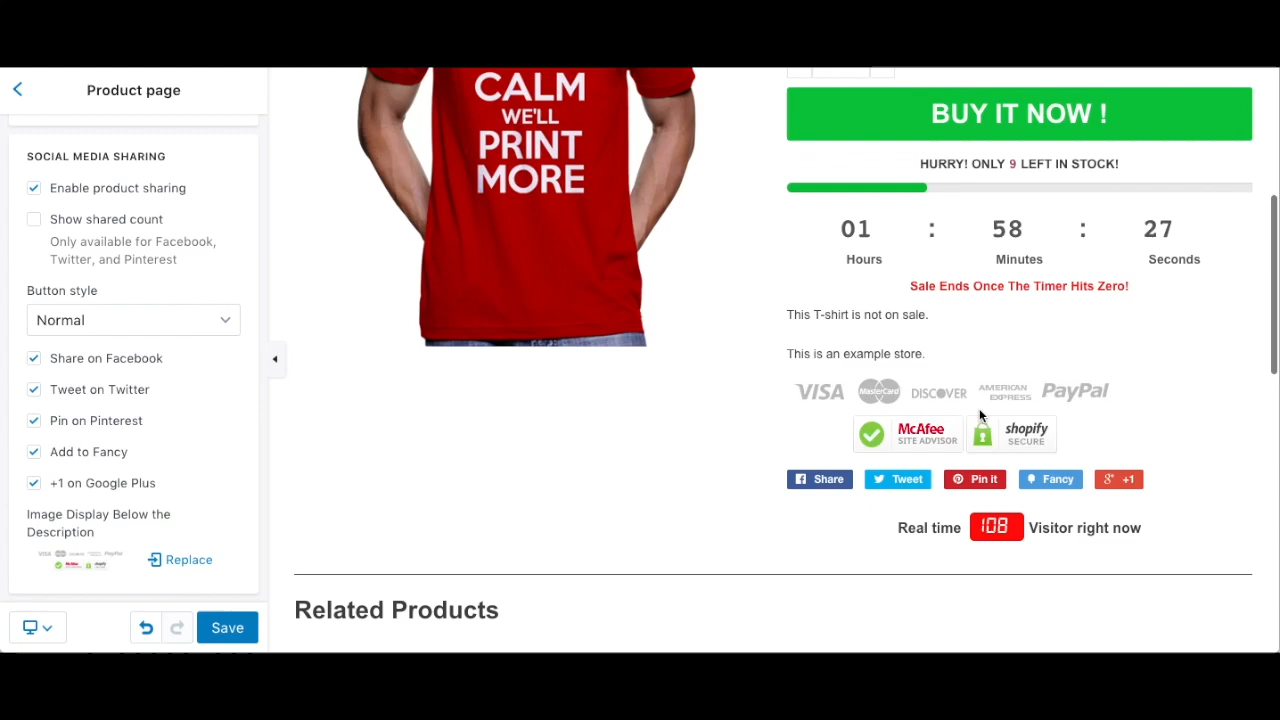 Product page
SOCIAL MEDIA SHARING
Enable product sharing
Show shared count
Only available for Facebook,
Twitter, and Pinterest
Button style
Normal
Share on Facebook
Tweet on Twitter
Pin on Pinterest
Add to Fancy
+1 on Google Plus
Image Display Below the
Description
Replace
Save
CALM
WE'LL
PRINT
MORE
BUY IT NOW !
HURRY! ONLY 9 LEFT IN STOCK!
01 : 58 : 27
Hours Minutes Seconds
Sale Ends Once The Timer Hits Zero!
This T-shirt is not on sale.
This is an example store.
VISA MasterCard DISCOVER AMERICAN EXPRESS PayPal
McAfee SITE ADVISOR shopify SECURE
Share Tweet Pin it Fancy g+ +1
Real time 108 Visitor right now
Related Products